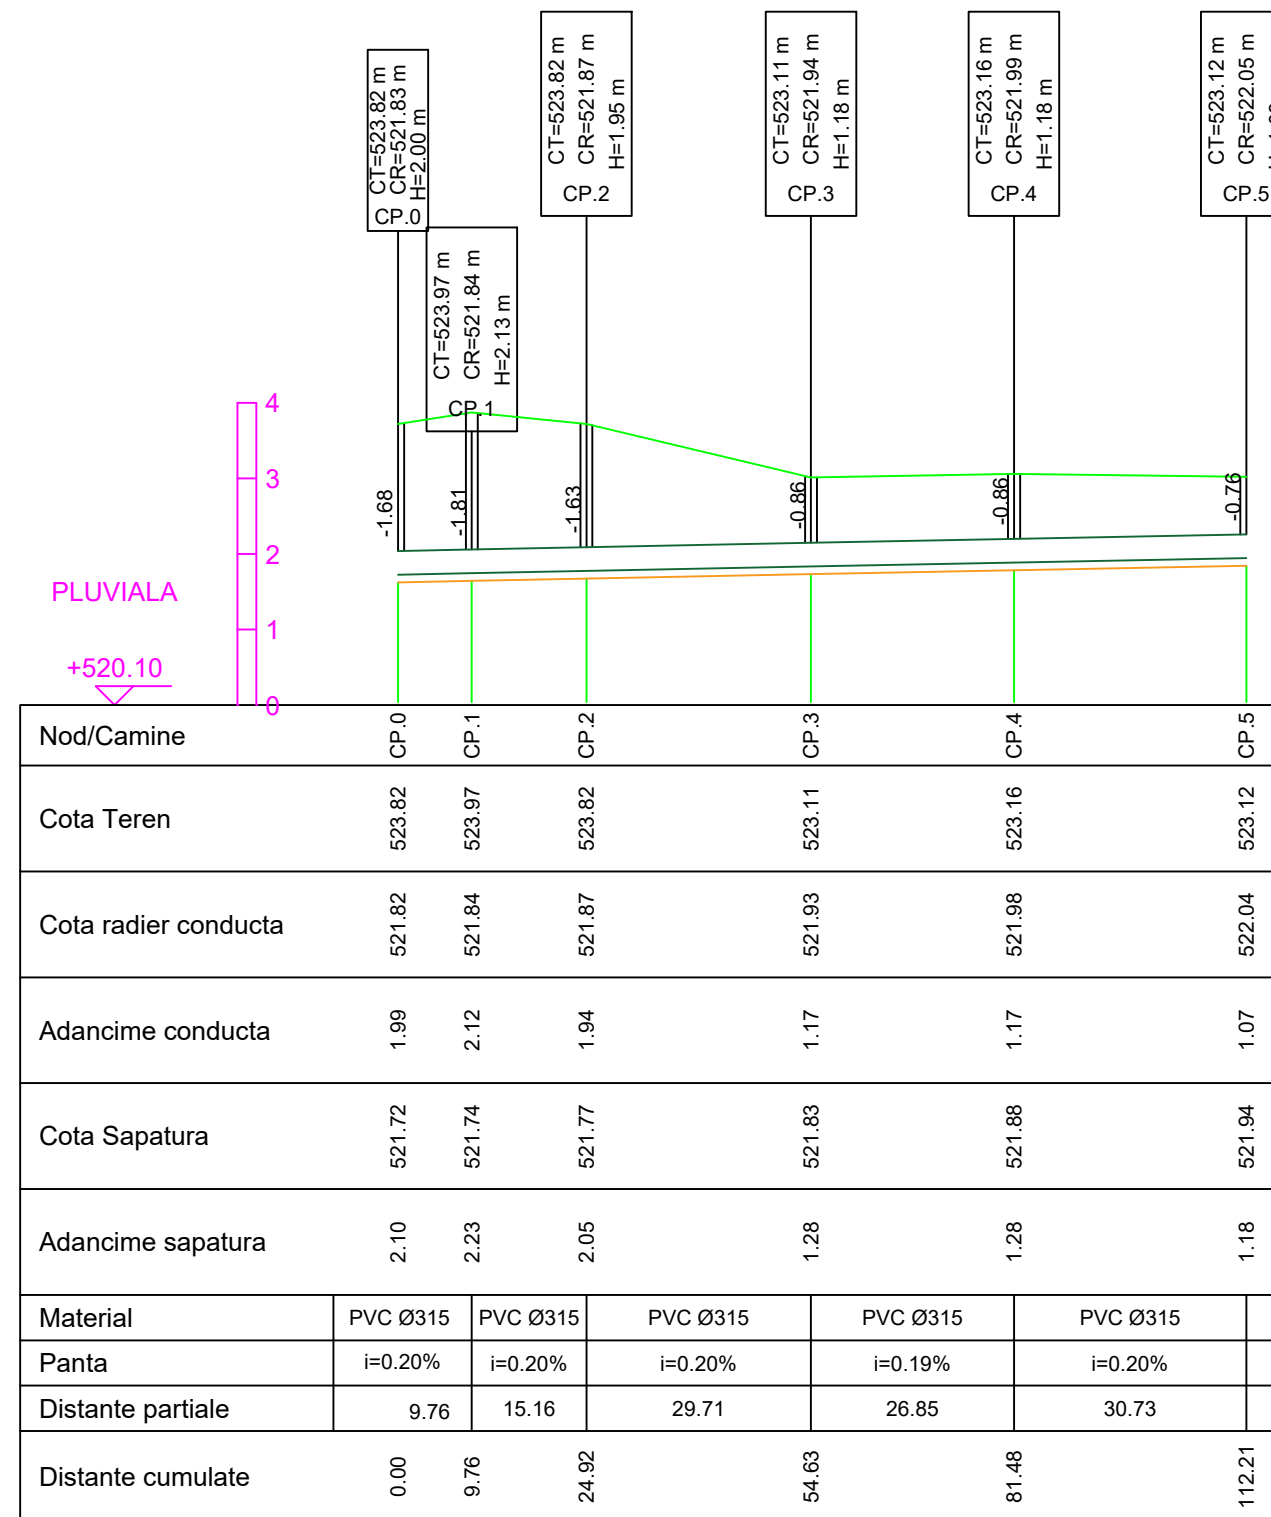 CT=523.82 m
CR=521.83 m
H=2.00 m
CP.0
CT=523.97 m
CR=521.84 m
H=2.13 m
CP.1
CT=523.82 m
CR=521.87 m
H=1.95 m
CP.2
CT=523.11 m
CR=521.94 m
H=1.18 m
CP.3
CT=523.16 m
CR=521.99 m
H=1.18 m
CP.4
CT=523.12 m
CR=522.05 m
CP.5
4
3
2
1
0
-1.68
-1.81
-1.63
-0.86
-0.86
-0.76
PLUVIALA
+520.10
Nod/Camine CP.0 CP.1 CP.2 CP.3 CP.4 CP.5
Cota Teren 523.82 523.97 523.82 523.11 523.16 523.12
Cota radier conducta 521.82 521.84 521.87 521.93 521.98 522.04
Adancime conducta 1.99 2.12 1.94 1.17 1.17 1.07
Cota Sapatura 521.72 521.74 521.77 521.83 521.88 521.94
Adancime sapatura 2.10 2.23 2.05 1.28 1.28 1.18
Material PVC Ø315 PVC Ø315 PVC Ø315 PVC Ø315 PVC Ø315
Panta i=0.20% i=0.20% i=0.20% i=0.19% i=0.20%
Distante partiale 9.76 15.16 29.71 26.85 30.73
Distante cumulate 0.00 9.76 24.92 54.63 81.48 112.21